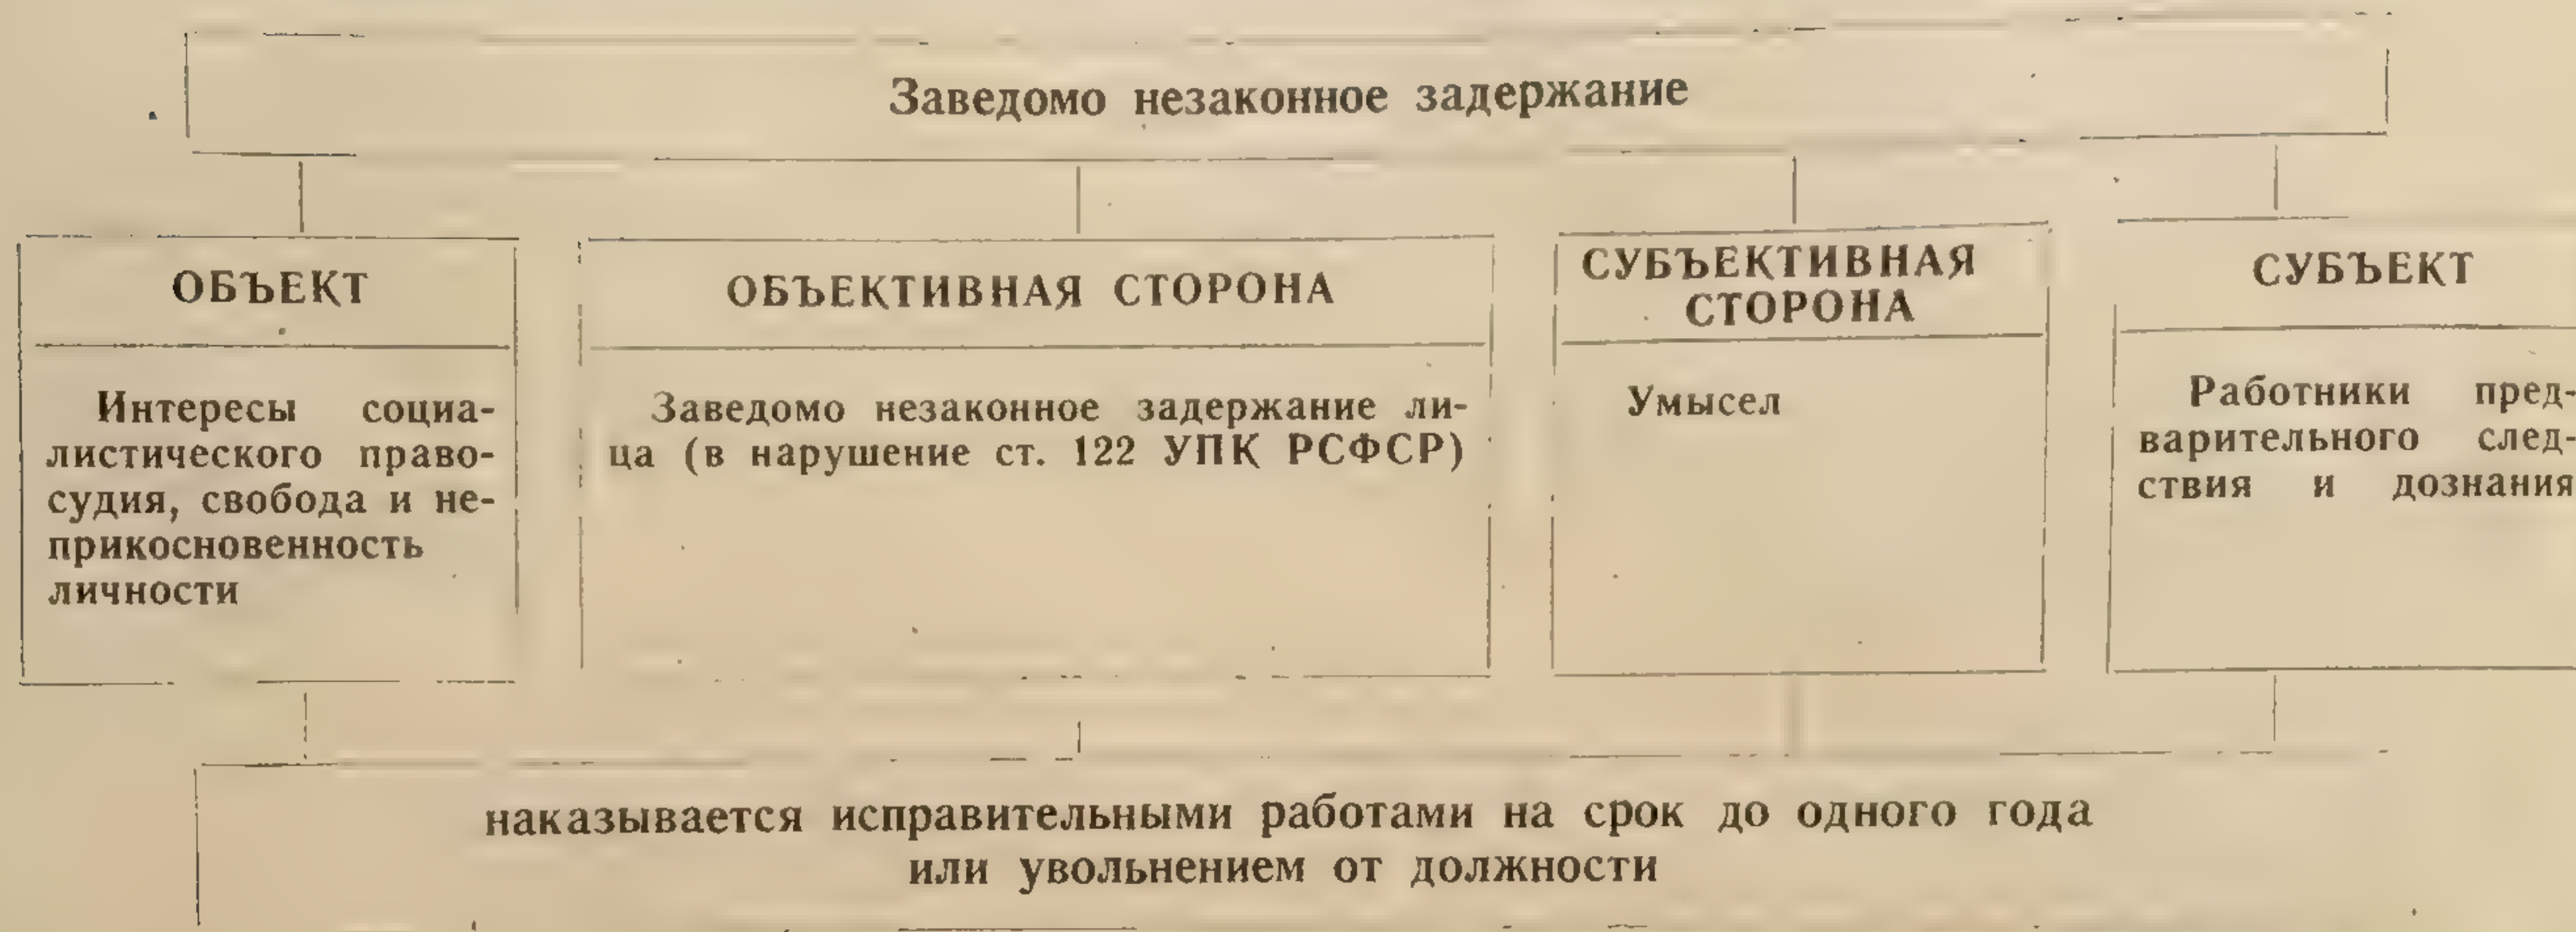 Заведомо незаконное задержание
ОБЪЕКТ
Интересы социа-
листического право-
судия, свобода и не-
прикосновенность
личности
ОБЪЕКТИВНАЯ СТОРОНА
Заведомо незаконное задержание ли-
ца (в нарушение ст. 122 УПК РСФСР)
СУБЪЕКТИВНАЯ
СТОРОНА
Умысел
СУБЪЕКТ
Работники пред-
варительного след-
ствия и дознания
наказывается исправительными работами на срок до одного года
или увольнением от должности